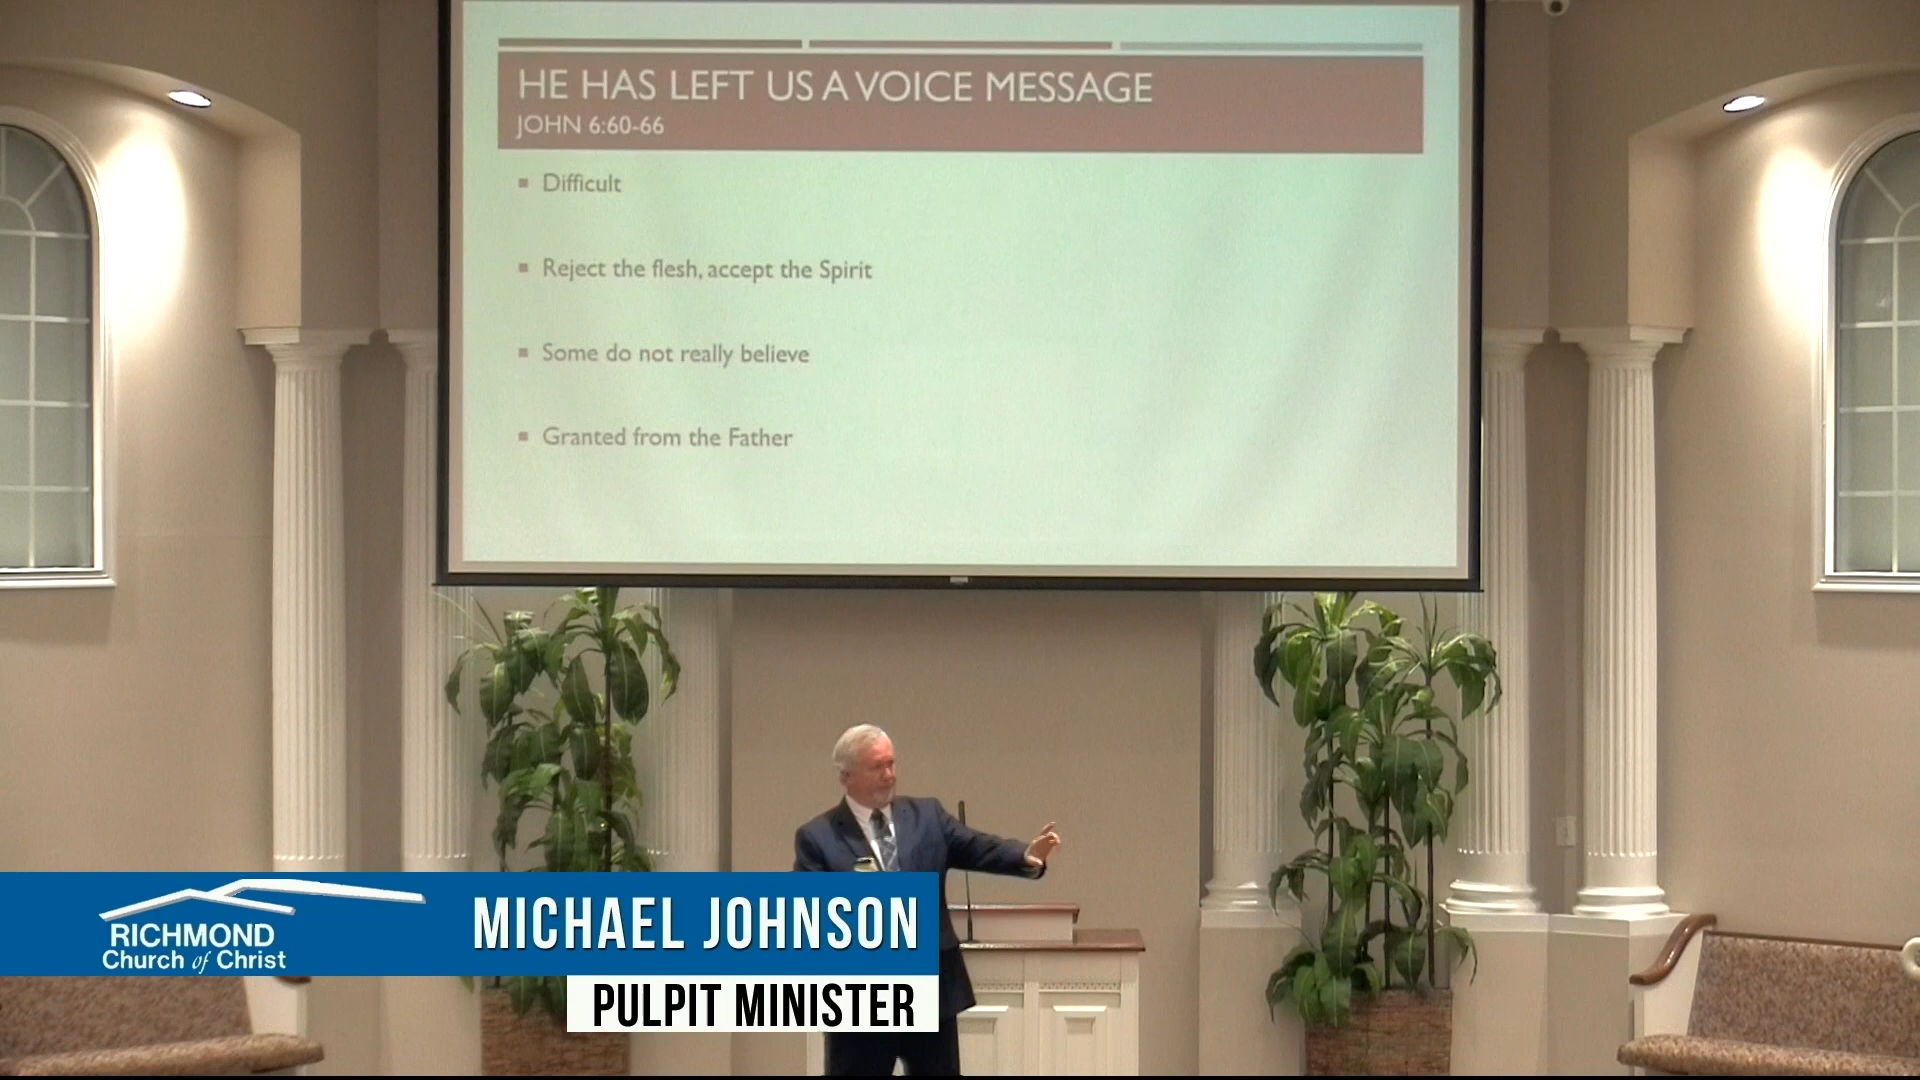 HE HAS LEFT US A VOICE MESSAGE
JOHN 6:60-66
Difficult
Reject the flesh, accept the Spirit
Some do not really believe
Granted from the Father
RICHMOND
Church of Christ
MICHAEL JOHNSON
PULPIT MINISTER